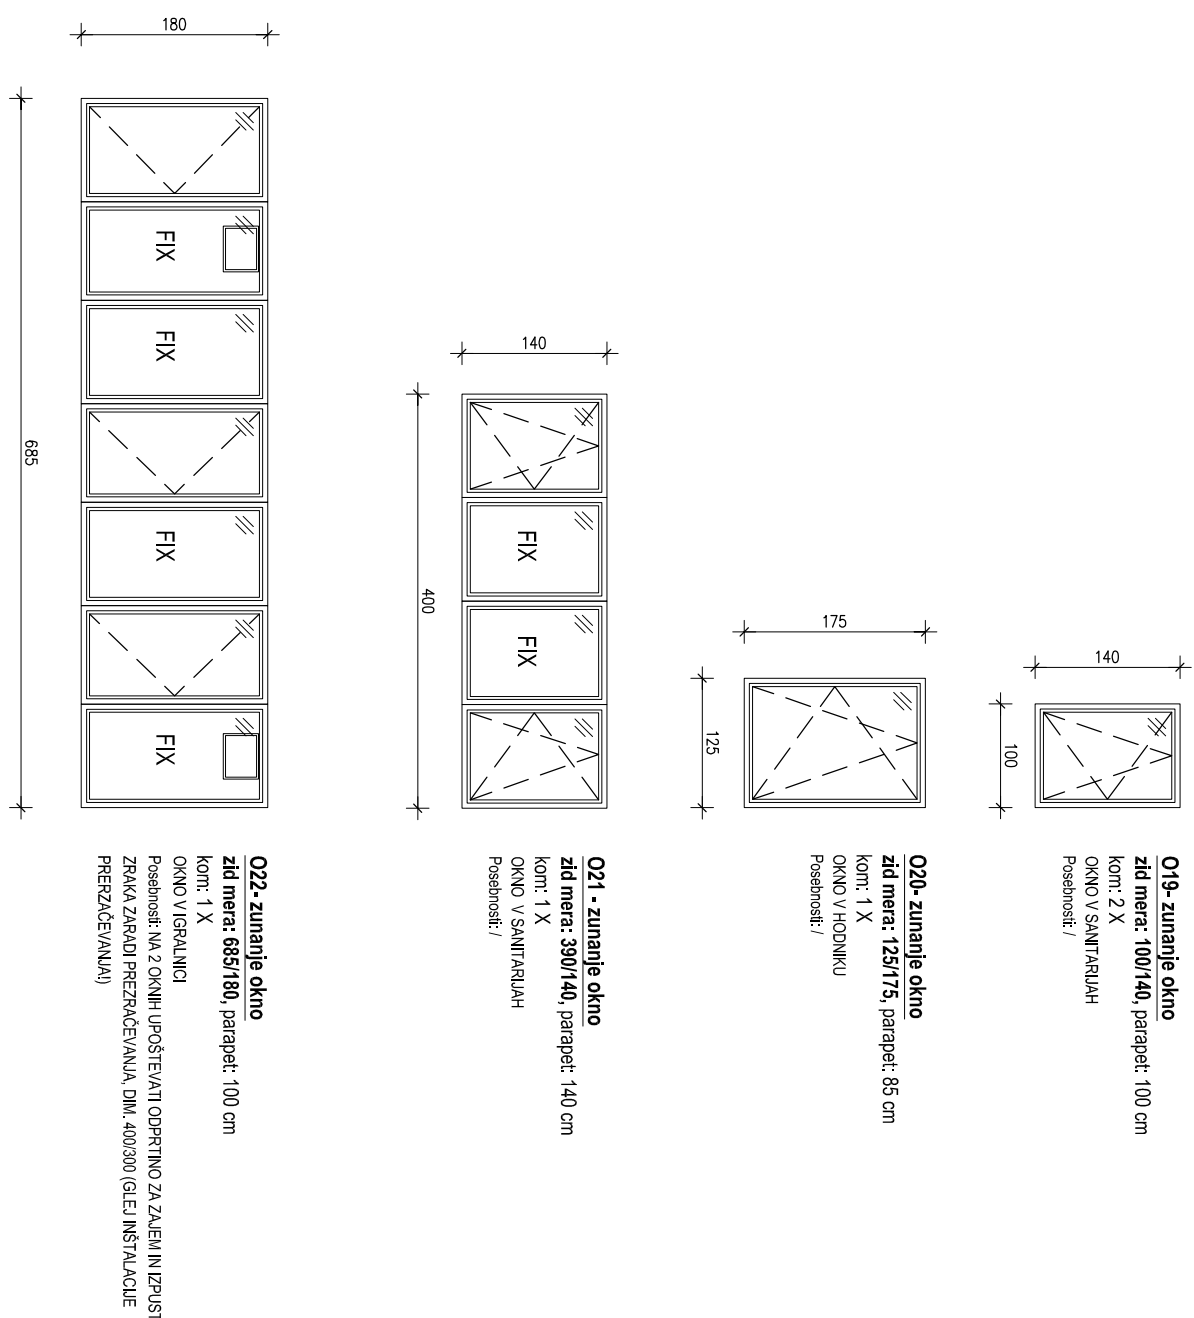 140
100
O19- zunanje okno
zid mera: 100/140, parapet: 100 cm
kom: 2 X
OKNO V SANITARIJAH
Posebnosti: /
175
125
O20- zunanje okno
zid mera: 125/175, parapet: 85 cm
kom: 1 X
OKNO V HODNIKU
Posebnosti: /
140
400
FIX
FIX
O21 - zunanje okno
zid mera: 390/140, parapet: 140 cm
kom: 1 X
OKNO V SANITARIJAH
Posebnosti: /
180
685
FIX
FIX
FIX
FIX
O22- zunanje okno
zid mera: 685/180, parapet: 100 cm
kom: 1 X
OKNO V IGRALNICI
Posebnosti: NA 2 OKNIH UPOŠTEVATI ODPRTINO ZA ZAJEM IN IZPUST
ZRAKA ZARADI PREZRAČEVANJA, DIM. 400/300 (GLEJ INŠTALACIJE
PRERZAČEVANJA!)